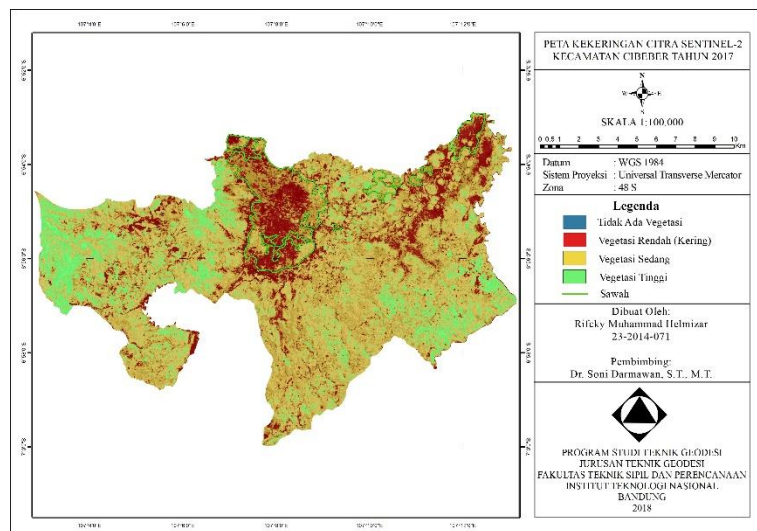 PETA KEKERINGAN CITRA SENTINEL-2
KECAMATAN CIBEBER TAHUN 2017
N
W E
S
SKALA 1:100,000
0 0,5 1 2 3 4 5 6 7 8 9 10
Km
Datum : WGS 1984
Sistem Proyeksi : Universal Transverse Mercator
Zona : 48 S
Legenda
Tidak Ada Vegetasi
Vegetasi Rendah (Kering)
Vegetasi Sedang
Vegetasi Tinggi
Sawah
Dibuat Oleh:
Rifcky Muhammad Helmizar
23-2014-071
Pembimbing:
Dr. Soni Darmawan, S.T., M.T.
PROGRAM STUDI TEKNIK GEODESI
JURUSAN TEKNIK GEODESI
FAKULTAS TEKNIK SIPIL DAN PERENCANAAN
INSTITUT TEKNOLOGI NASIONAL
BANDUNG
2018